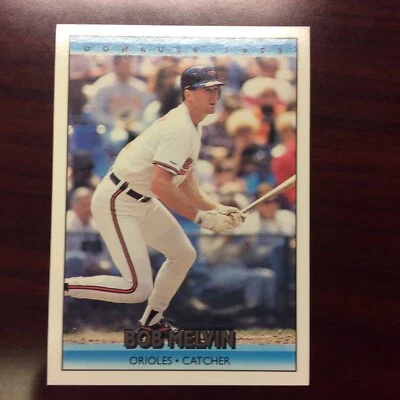 DONRUSS 1992
BOB MELVIN
ORIOLES • CATCHER